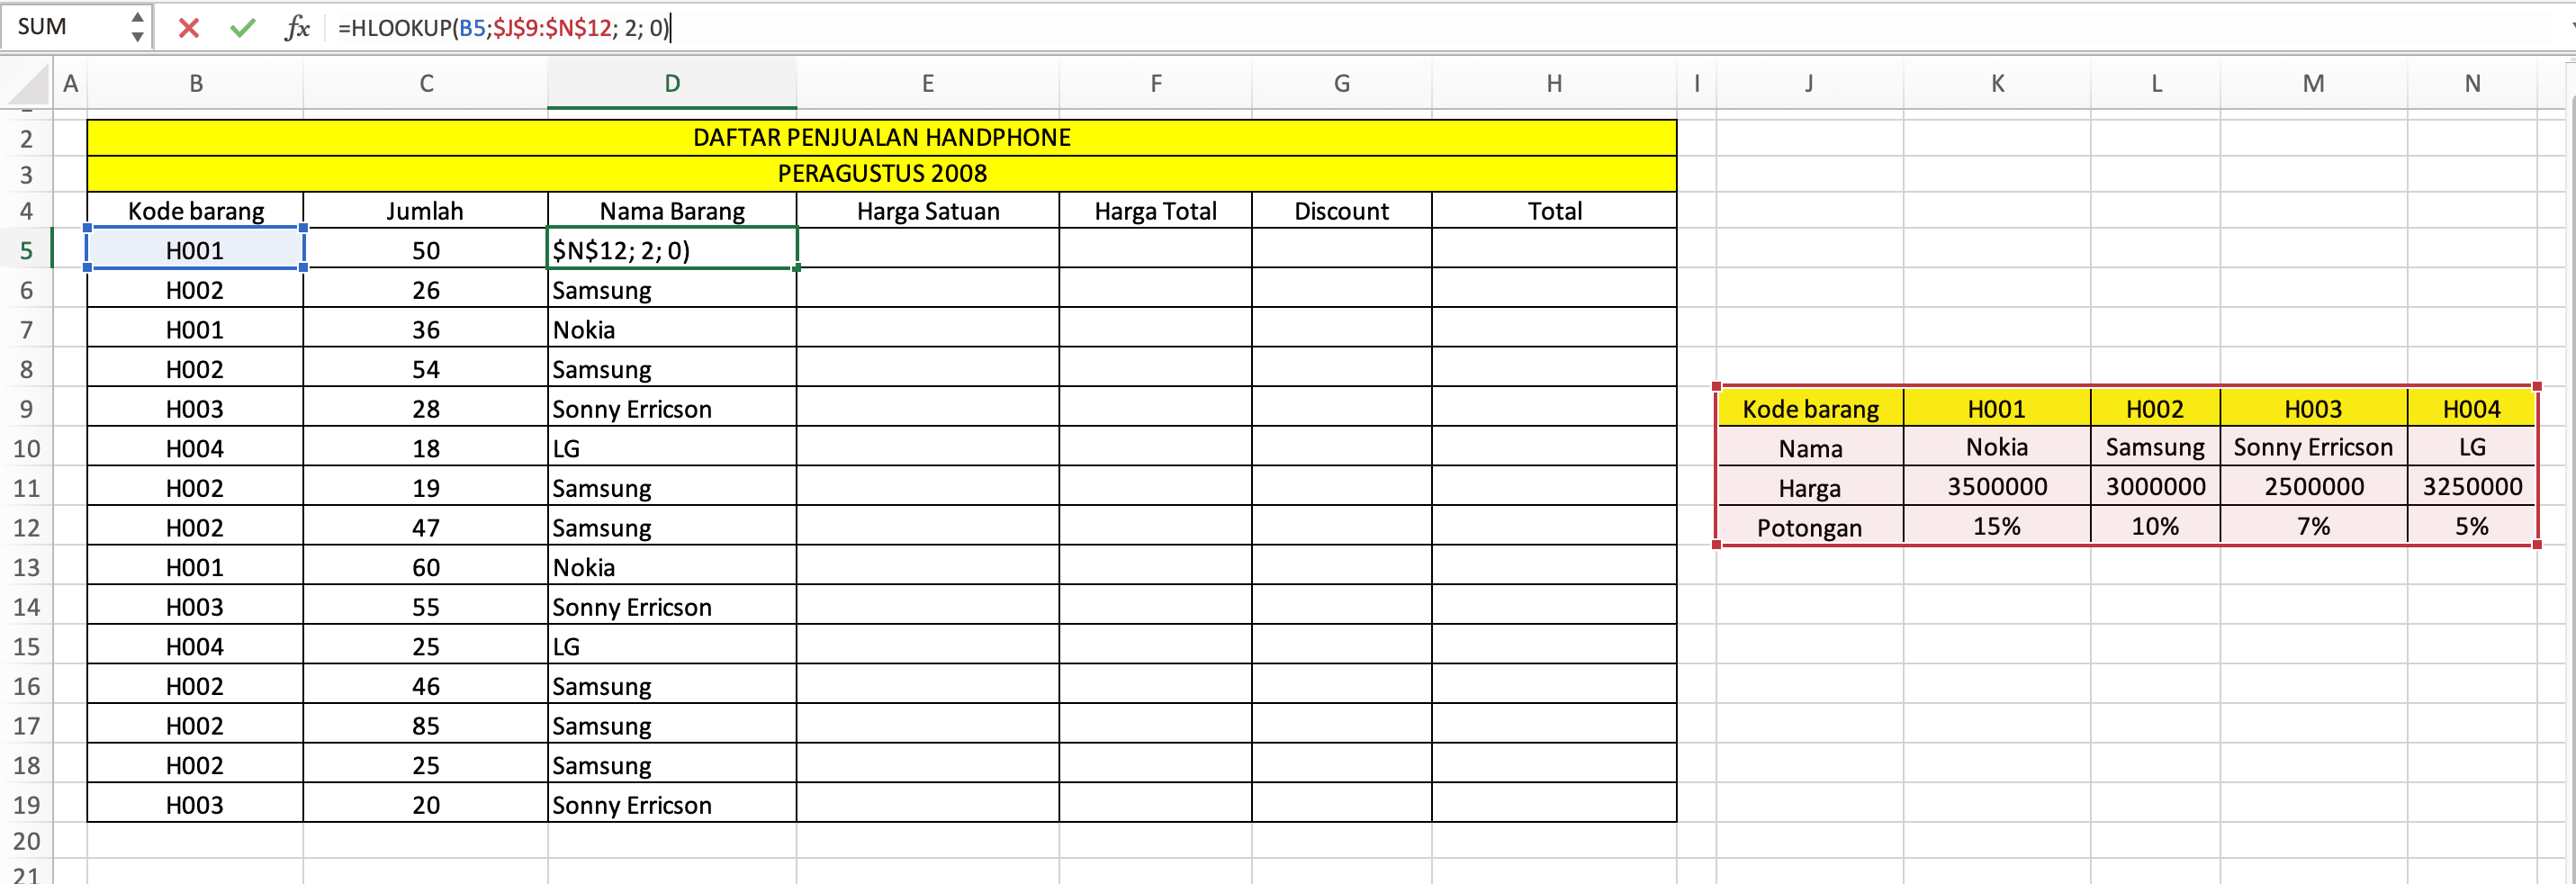 SUM fx =HLOOKUP(B5;$J$9:$N$12; 2; 0)
A B C D E F G H I J K L M N
2 DAFTAR PENJUALAN HANDPHONE
3 PERAGUSTUS 2008
4 Kode barang Jumlah Nama Barang Harga Satuan Harga Total Discount Total
5 H001 50 $N$12; 2; 0)
6 H002 26 Samsung
7 H001 36 Nokia
8 H002 54 Samsung
9 H003 28 Sonny Erricson Kode barang H001 H002 H003 H004
10 H004 18 LG Nama Nokia Samsung Sonny Erricson LG
11 H002 19 Samsung Harga 3500000 3000000 2500000 3250000
12 H002 47 Samsung Potongan 15% 10% 7% 5%
13 H001 60 Nokia
14 H003 55 Sonny Erricson
15 H004 25 LG
16 H002 46 Samsung
17 H002 85 Samsung
18 H002 25 Samsung
19 H003 20 Sonny Erricson
20
21